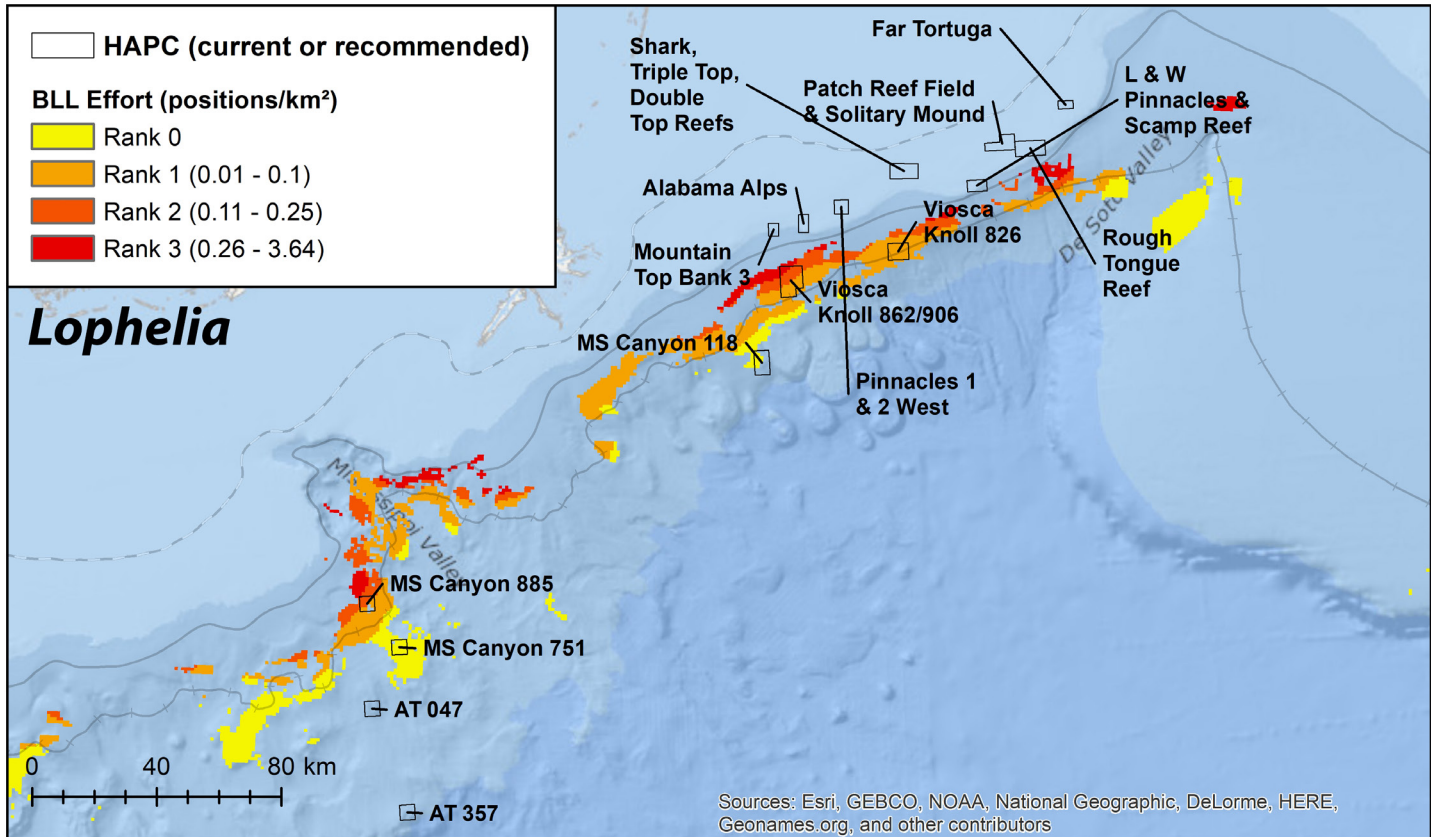 HAPC (current or recommended)
BLL Effort (positions/km²)
Rank 0
Rank 1 (0.01 - 0.1)
Rank 2 (0.11 - 0.25)
Rank 3 (0.26 - 3.64)
Lophelia
Far Tortuga
Shark,
Triple Top,
Double
Top Reefs
Patch Reef Field
& Solitary Mound
L & W
Pinnacles &
Scamp Reef
Alabama Alps
De Soto Valley
Viosca
Knoll 826
Mountain
Top Bank 3
Rough
Tongue
Reef
Viosca
Knoll 862/906
MS Canyon 118
Pinnacles 1
& 2 West
Mississippi Valley
MS Canyon 885
MS Canyon 751
AT 047
0 40 80 km
AT 357
Sources: Esri, GEBCO, NOAA, National Geographic, DeLorme, HERE,
Geonames.org, and other contributors